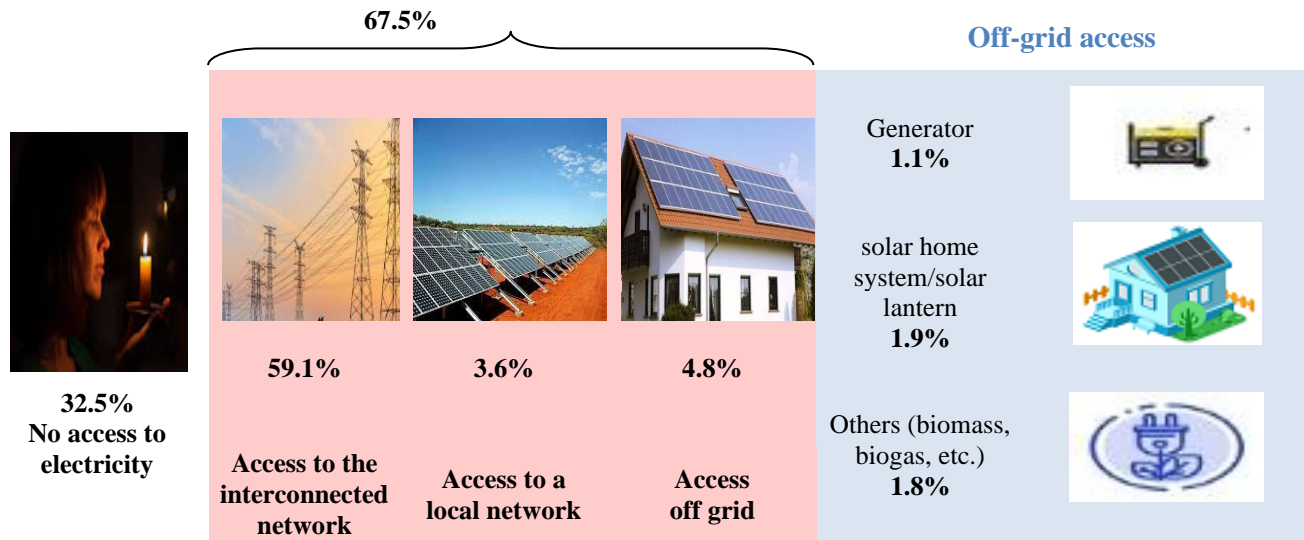 67.5%
Off-grid access
Generator
1.1%
solar home
system/solar
lantern
1.9%
59.1%
3.6%
4.8%
32.5%
No access to
electricity
Others (biomass,
biogas, etc.)
1.8%
Access to the
interconnected
network
Access to a
local network
Access
off grid